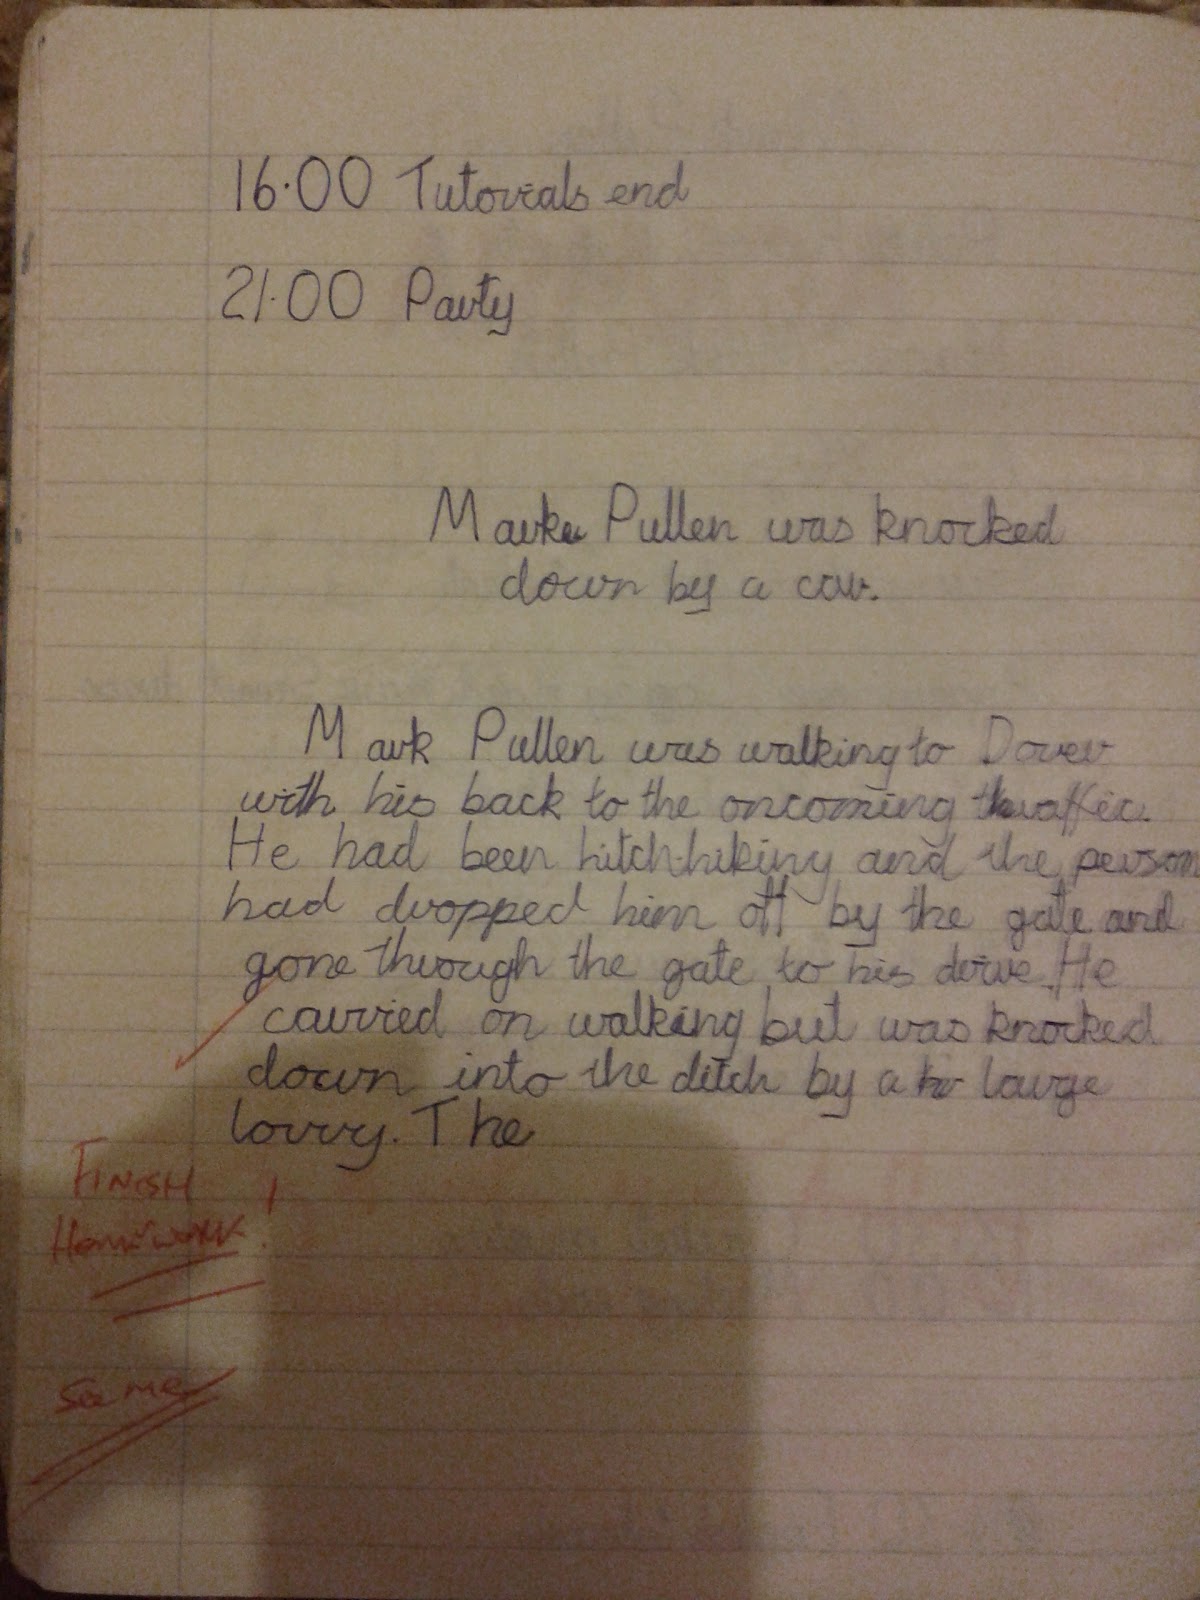 16.00 Tutorials end
21.00 Party
Mark Pullen was knocked
down by a car.
Mark Pullen was walking to Dover
with his back to the oncoming traffic.
He had been hitch-hiking and the person
had dropped him off by the gate and
gone through the gate to his drive. He
carried on walking but was knocked
down into the ditch by a large
lorry. The
FINISH !
HOMEWORK.
See me